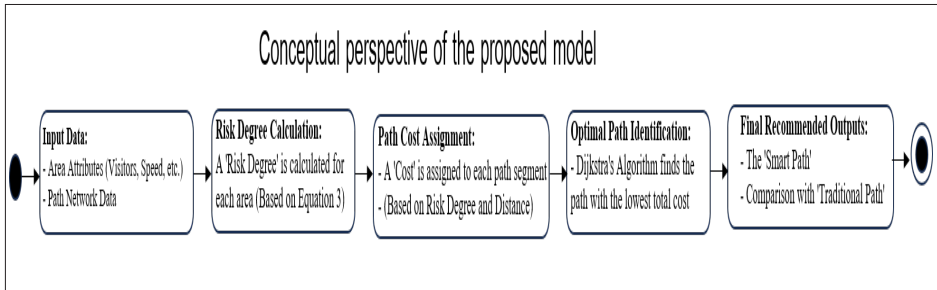 Conceptual perspective of the proposed model
Input Data:
- Area Attributes (Visitors, Speed, etc.)
- Path Network Data
Risk Degree Calculation:
A 'Risk Degree' is calculated for
each area (Based on Equation 3)
Path Cost Assignment:
- A 'Cost' is assigned to each path segment
- (Based on Risk Degree and Distance)
Optimal Path Identification:
- Dijkstra's Algorithm finds the
path with the lowest total cost
Final Recommended Outputs:
- The 'Smart Path'
- Comparison with 'Traditional Path'